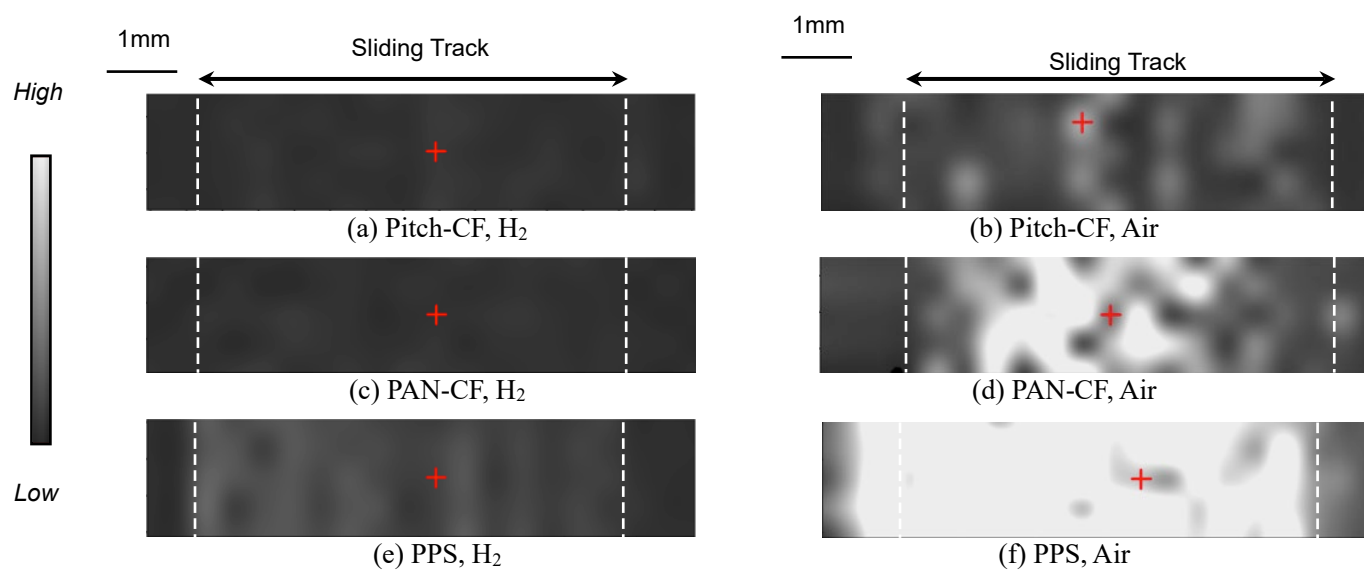 1mm
Sliding Track
1mm
Sliding Track
High
Low
(a) Pitch-CF, H₂
(b) Pitch-CF, Air
(c) PAN-CF, H₂
(d) PAN-CF, Air
(e) PPS, H₂
(f) PPS, Air